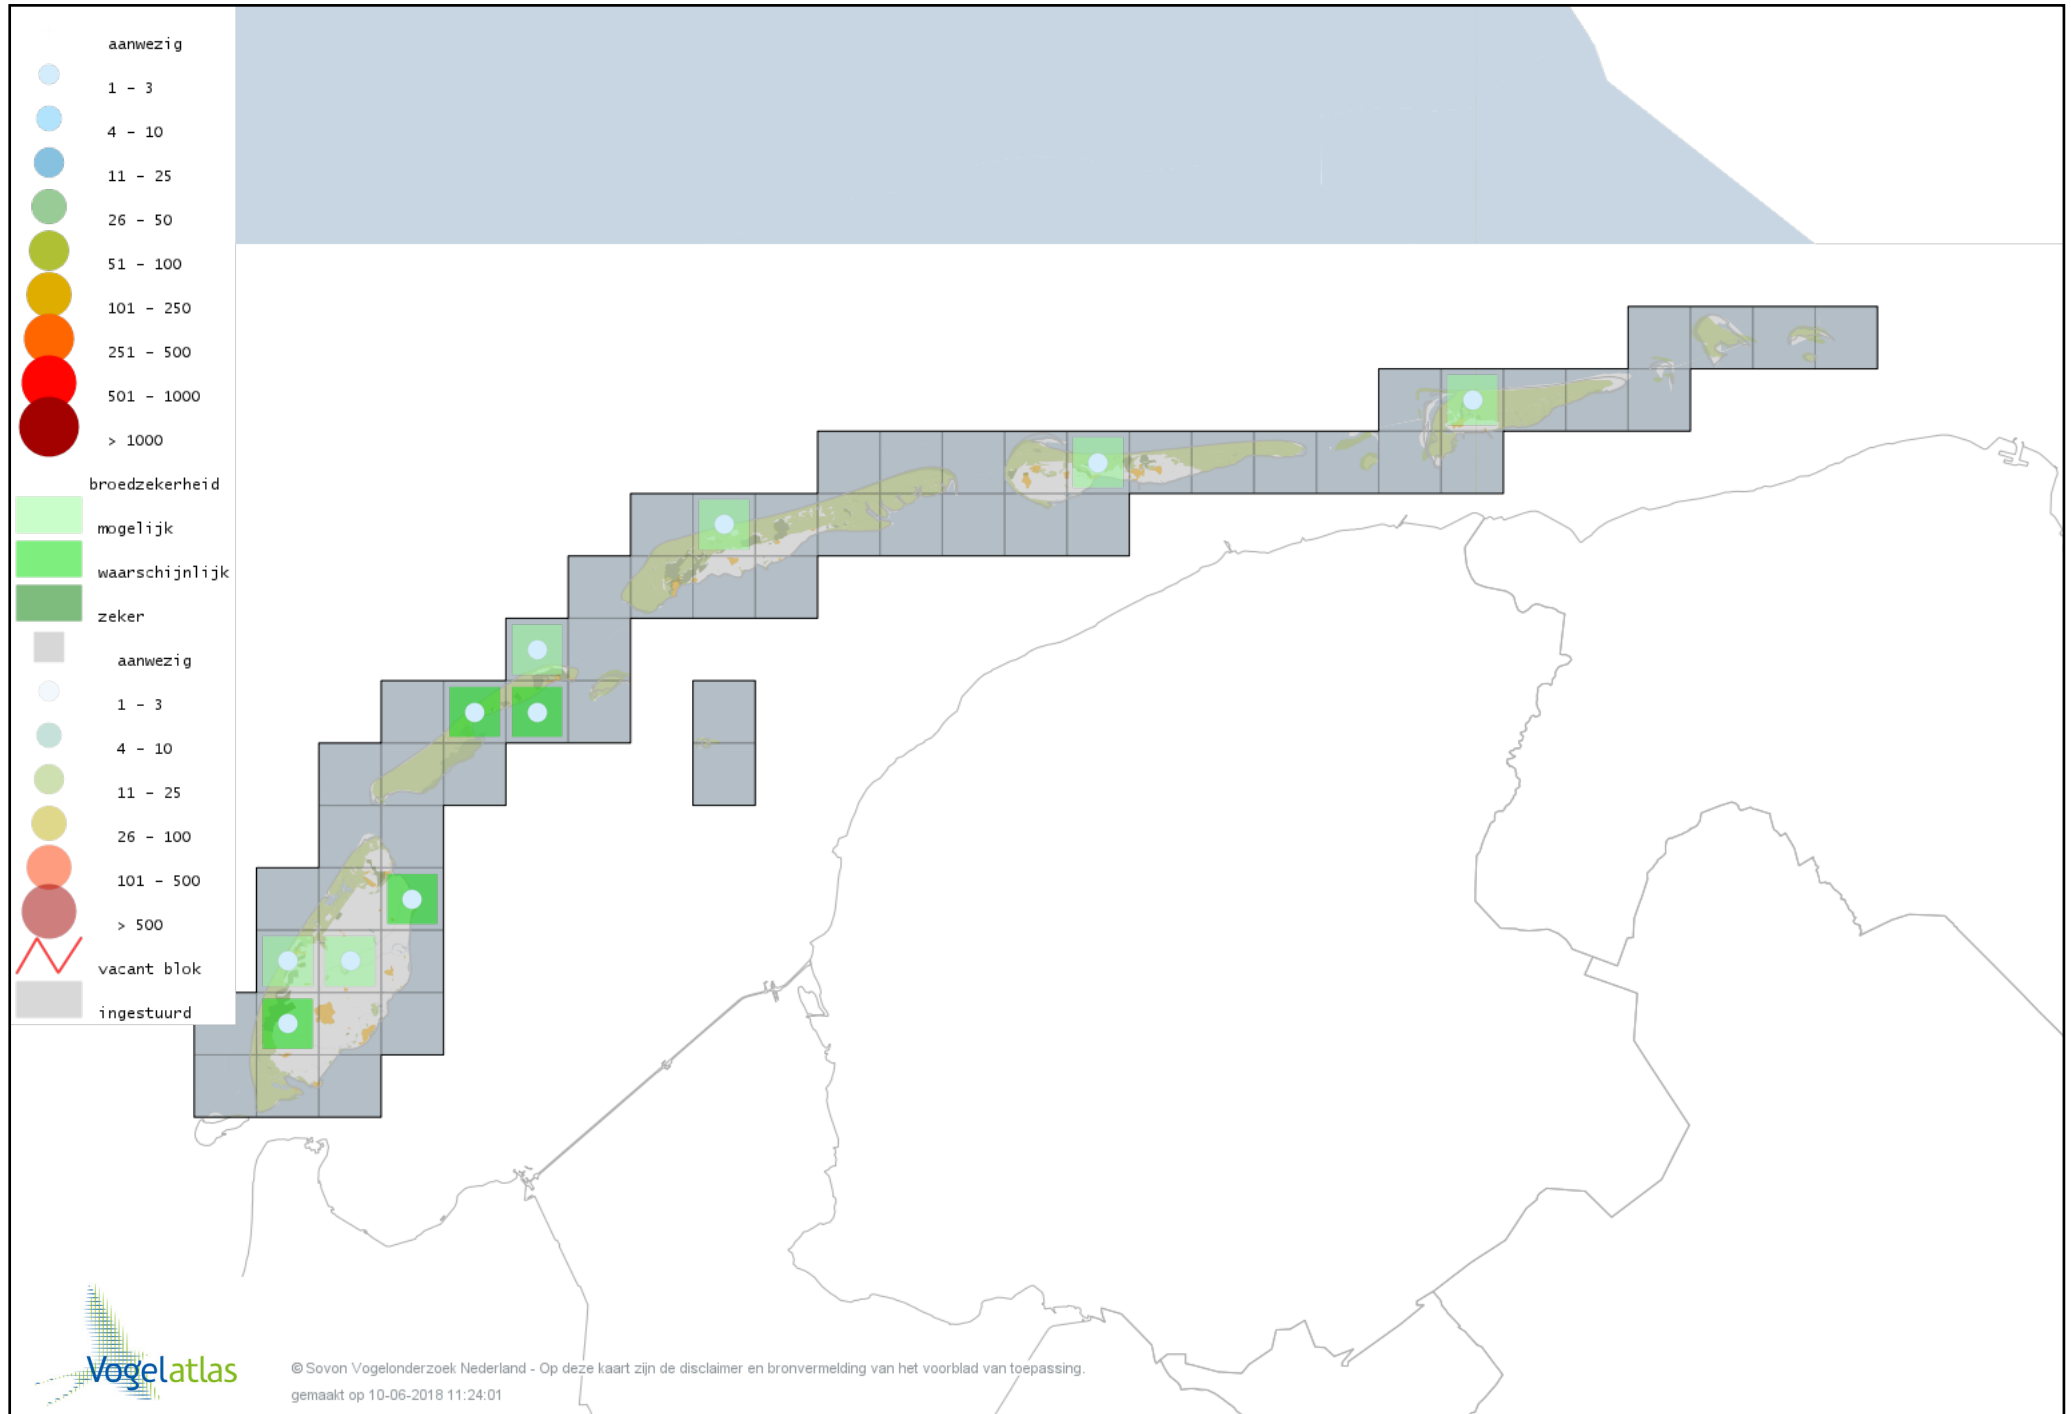 aanwezig
1 - 3
4 - 10
11 - 25
26 - 50
51 - 100
101 - 250
251 - 500
501 - 1000
> 1000
broedzekerheid
mogelijk
waarschijnlijk
zeker
aanwezig
1 - 3
4 - 10
11 - 25
26 - 100
101 - 500
> 500
vacant blok
ingestuurd
Vogelatlas
© Sovon Vogelonderzoek Nederland - Op deze kaart zijn de disclaimer en bronvermelding van het voorblad van toepassing.
gemaakt op 10-06-2018 11:24:01